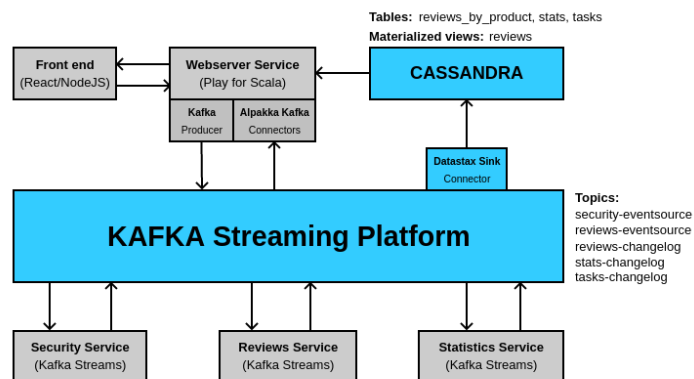 Tables: reviews_by_product, stats, tasks
Materialized views: reviews
Front end
(React/NodeJS)
Webserver Service
(Play for Scala)
CASSANDRA
Kafka
Producer
Alpakka Kafka
Connectors
Datastax Sink
Connector
KAFKA Streaming Platform
Topics:
security-eventsource
reviews-eventsource
reviews-changelog
stats-changelog
tasks-changelog
Security Service
(Kafka Streams)
Reviews Service
(Kafka Streams)
Statistics Service
(Kafka Streams)